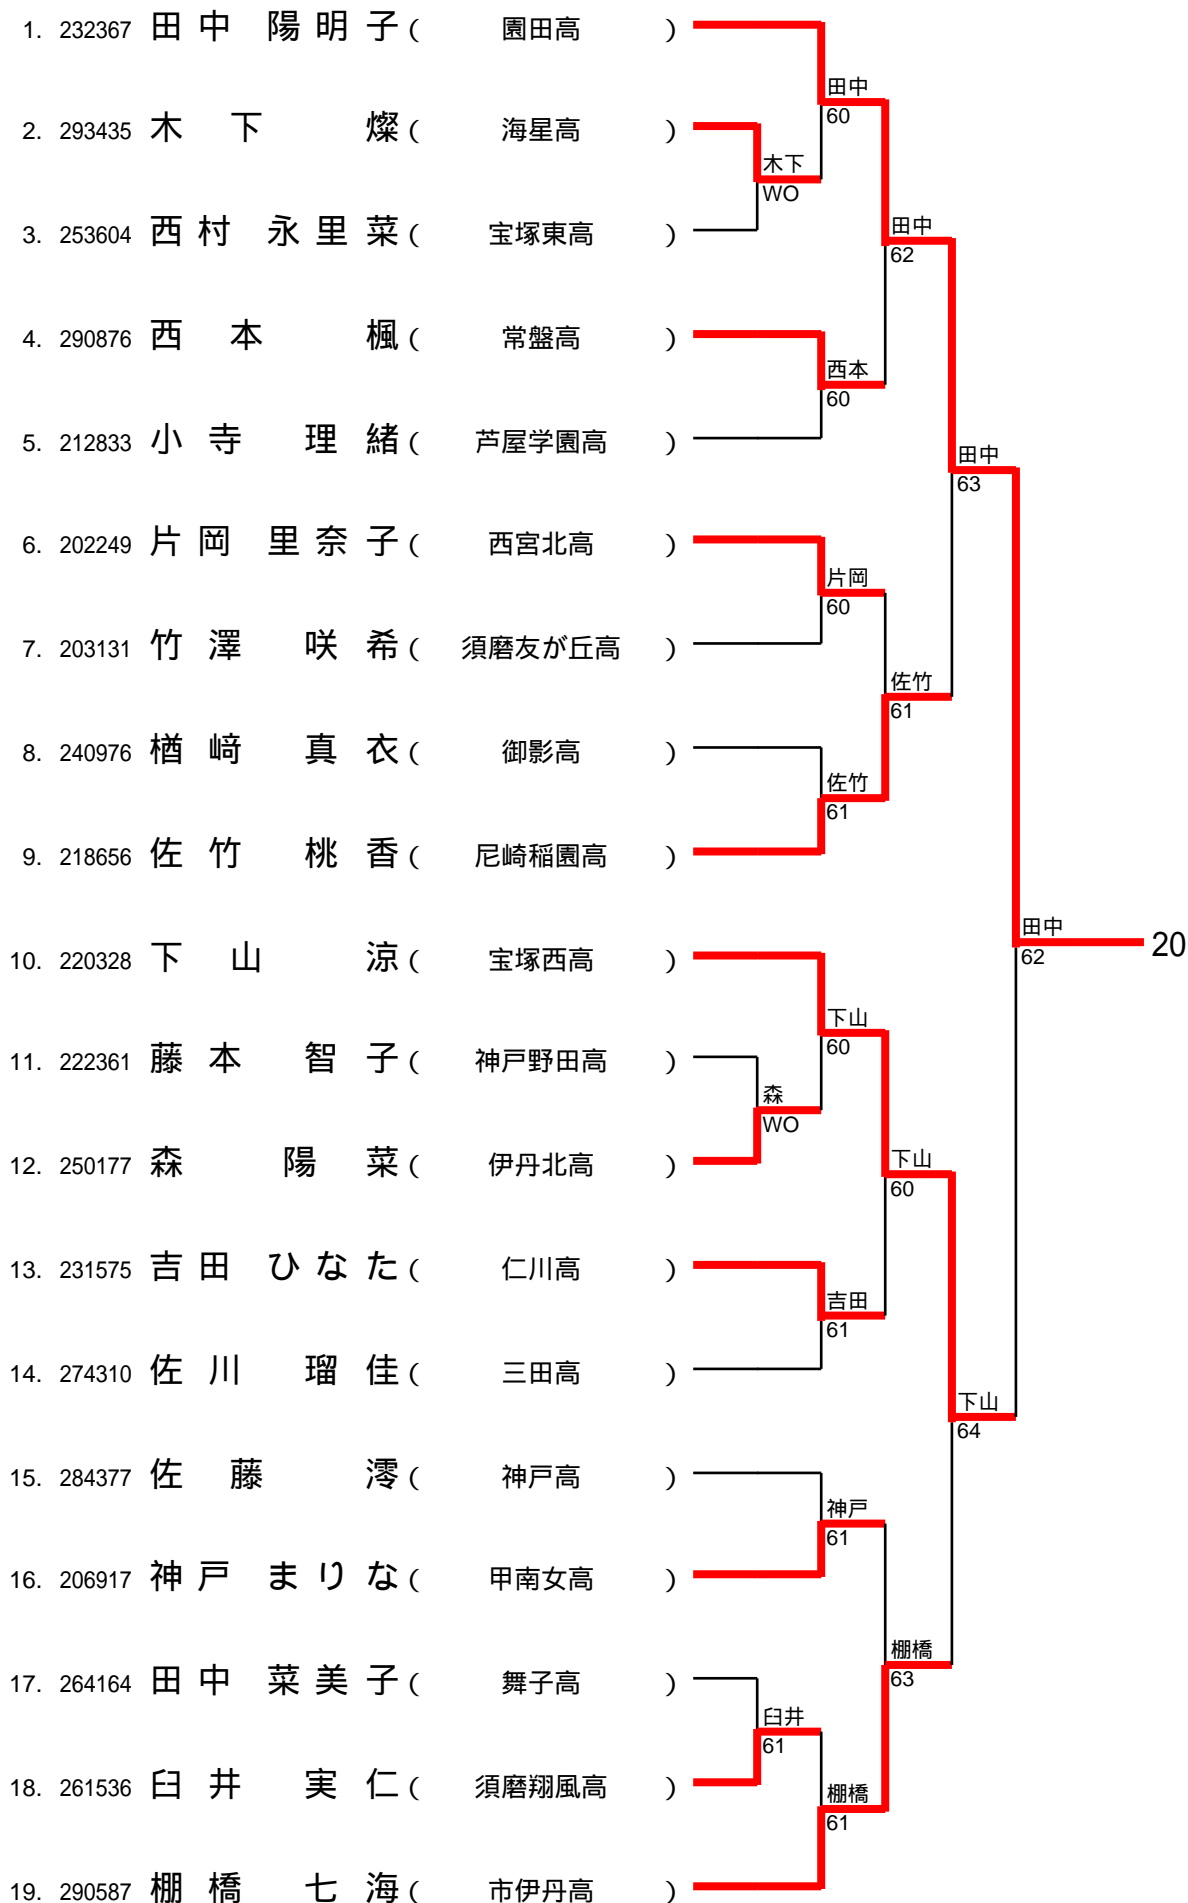 1. 232367 田中 陽明子 ( 園田高 )
田中
60
2. 293435 木下 燦 ( 海星高 )
木下
WO
3. 253604 西村 永里菜 ( 宝塚東高 )
田中
62
4. 290876 西本 楓 ( 常盤高 )
西本
60
5. 212833 小寺 理緒 ( 芦屋学園高 )
田中
63
6. 202249 片岡 里奈子 ( 西宮北高 )
片岡
60
7. 203131 竹澤 咲希 ( 須磨友が丘高 )
佐竹
61
8. 240976 楢﨑 真衣 ( 御影高 )
佐竹
61
9. 218656 佐竹 桃香 ( 尼崎稲園高 )
田中
62
20
10. 220328 下山 涼 ( 宝塚西高 )
下山
60
11. 222361 藤本 智子 ( 神戸野田高 )
森
WO
12. 250177 森 陽菜 ( 伊丹北高 )
下山
60
13. 231575 吉田 ひなた ( 仁川高 )
吉田
61
14. 274310 佐川 瑠佳 ( 三田高 )
下山
64
15. 284377 佐藤 澪 ( 神戸高 )
神戸
61
16. 206917 神戸 まりな ( 甲南女高 )
棚橋
63
17. 264164 田中 菜美子 ( 舞子高 )
臼井
61
18. 261536 臼井 実仁 ( 須磨翔風高 )
棚橋
61
19. 290587 棚橋 七海 ( 市伊丹高 )